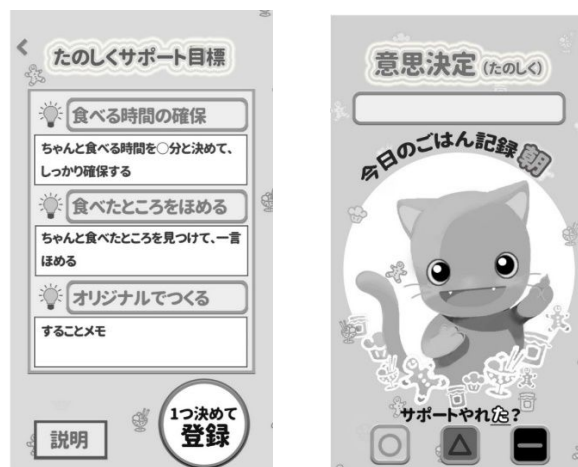 たのしくサポート目標
食べる時間の確保
ちゃんと食べる時間を○分と決めて、
しっかり確保する
食べたところをほめる
ちゃんと食べたところを見つけて、一言
ほめる
オリジナルでつくる
することメモ
説明
1つ決めて
登録
意思決定(たのしく)
今日のごはん記録 朝
サポートやれた?